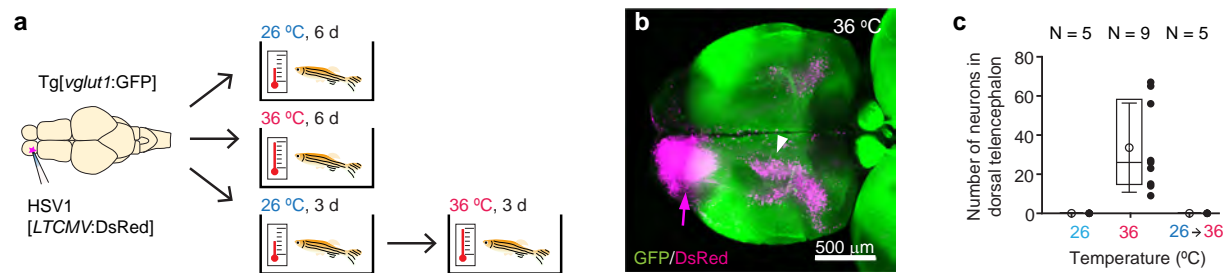 a
Tg[vglut1:GFP]
HSV1
[LTCMV:DsRed]
26 ºC, 6 d
36 ºC, 6 d
26 ºC, 3 d
36 ºC, 3 d
b
36 ºC
GFP/DsRed
500 µm
c
N = 5 N = 9 N = 5
Number of neurons in
dorsal telencephalon
80
60
40
20
0
26 36 26→36
Temperature (ºC)